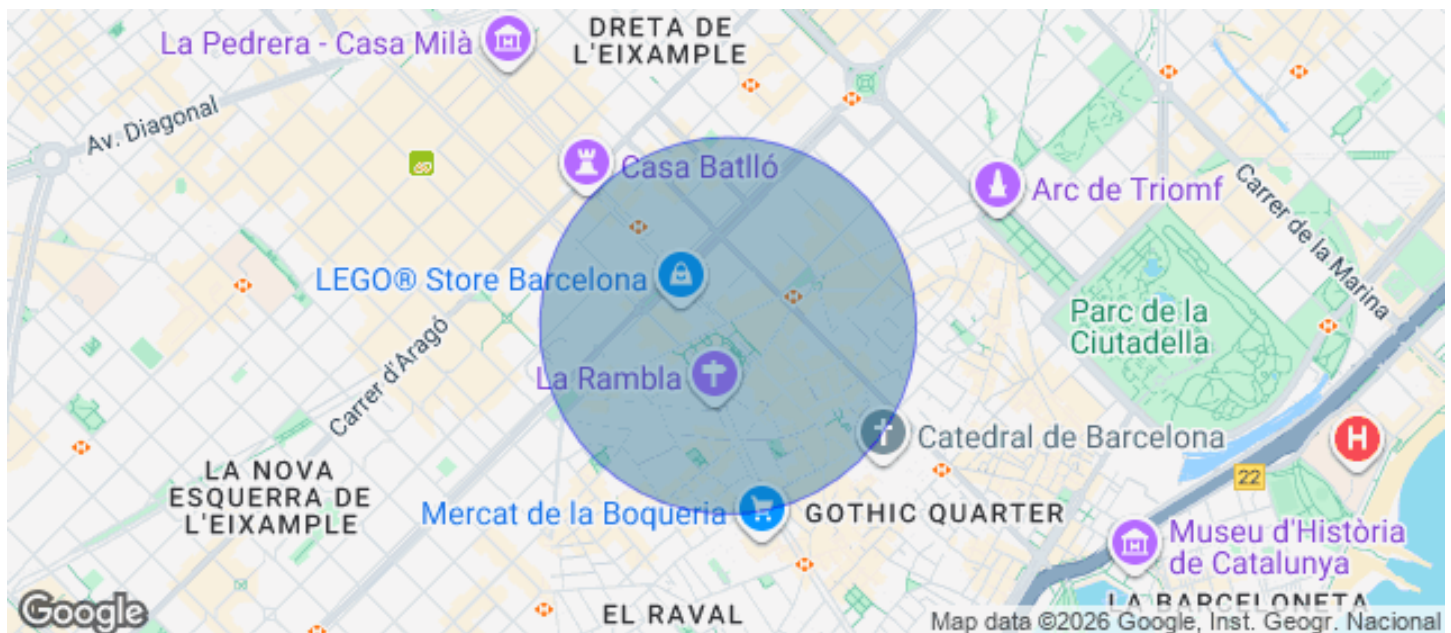 La Pedrera - Casa Milà
DRETA DE
L'EIXAMPLE
Av. Diagonal
Casa Batlló
Arc de Triomf
Carrer de la Marina
LEGO® Store Barcelona
Parc de la
Ciutadella
Carrer d'Aragó
La Rambla
Catedral de Barcelona
H
LA NOVA
ESQUERRA DE
L'EIXAMPLE
22
Mercat de la Boqueria
GOTHIC QUARTER
Museu d'Història
de Catalunya
LA BARCELONETA
EL RAVAL
Google
Map data ©2026 Google, Inst. Geogr. Nacional